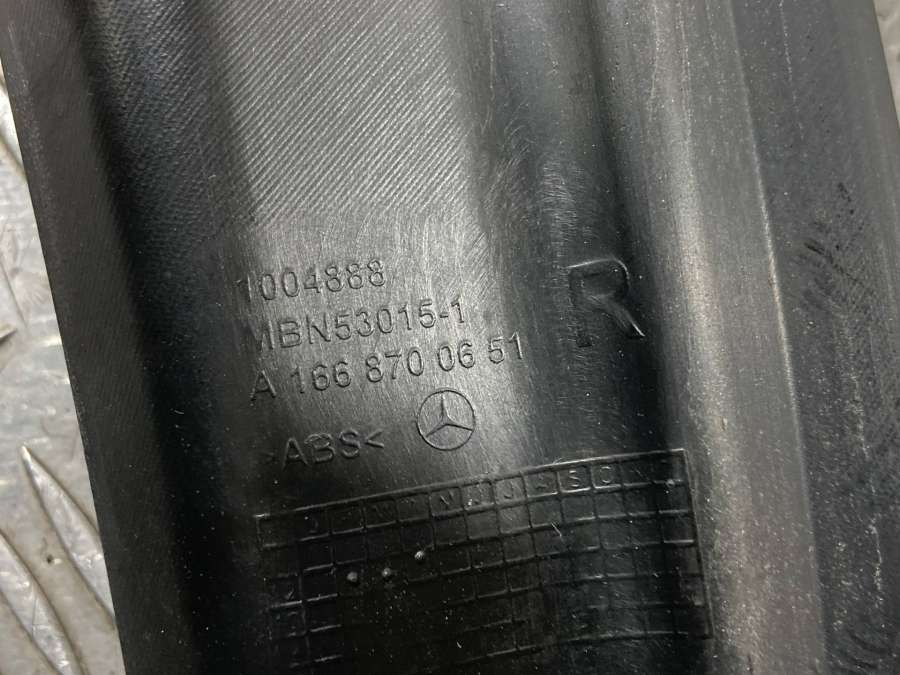 1004888
MBN53015-1
A 166 870 06 51
R
>ABS<